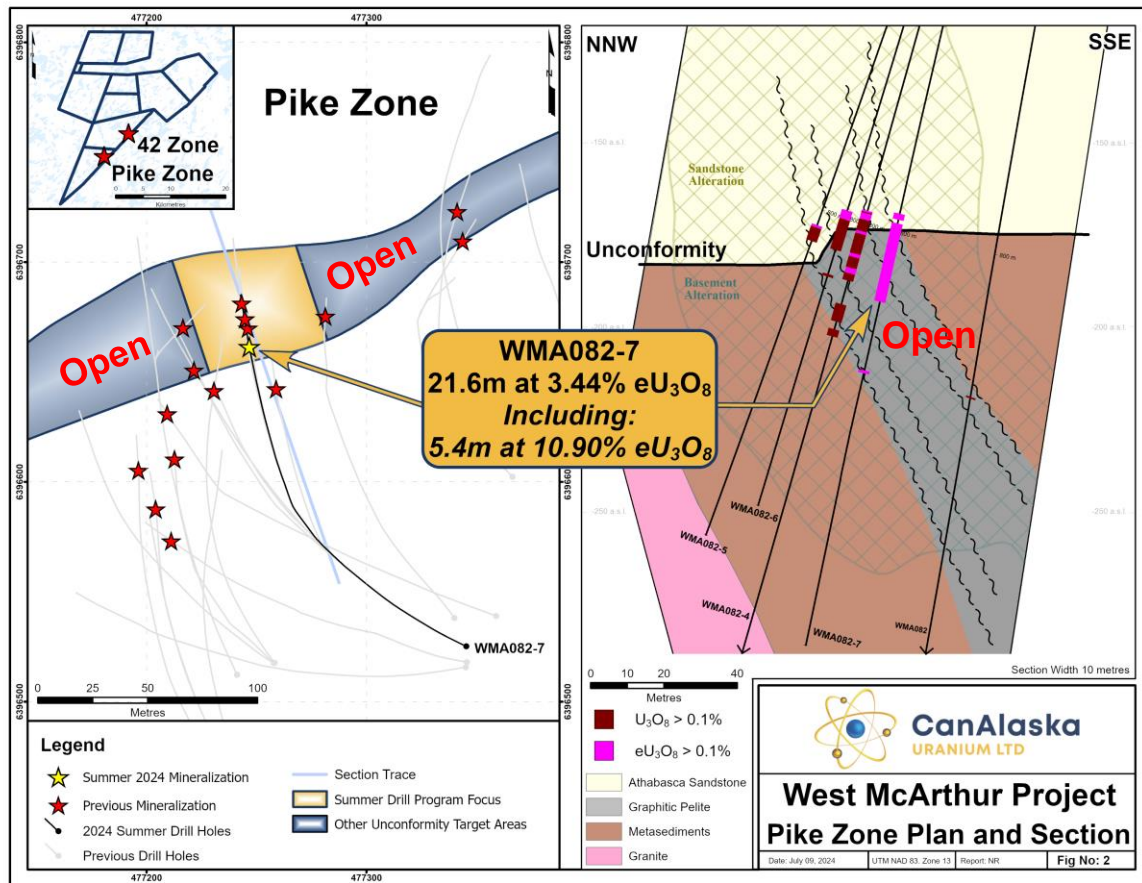 477200
477300
6396800
6396700
6396600
6396500
42 Zone
Pike Zone
0
10
20
Kilometres
Pike Zone
N
Open
Open
WMA082-7
0
25
50
100
Metres
477200
477300
Legend
Summer 2024 Mineralization
Previous Mineralization
2024 Summer Drill Holes
Previous Drill Holes
Section Trace
Summer Drill Program Focus
Other Unconformity Target Areas
WMA082-7
21.6m at 3.44% eU₃O₈
Including:
5.4m at 10.90% eU₃O₈
NNW
SSE
-150 a.s.l.
-150 a.s.l.
Sandstone
Alteration
Unconformity
800 m
Basement
Alteration
-200 a.s.l.
-200 a.s.l.
Open
-250 a.s.l.
-250 a.s.l.
WMA082-6
WMA082-5
WMA082-4
WMA082-7
WMA082
Section Width 10 metres
0
10
20
40
Metres
U₃O₈ > 0.1%
eU₃O₈ > 0.1%
Athabasca Sandstone
Graphitic Pelite
Metasediments
Granite
CanAlaska
URANIUM LTD
West McArthur Project
Pike Zone Plan and Section
Date: July 09, 2024
UTM NAD 83. Zone 13
Report: NR
Fig No: 2